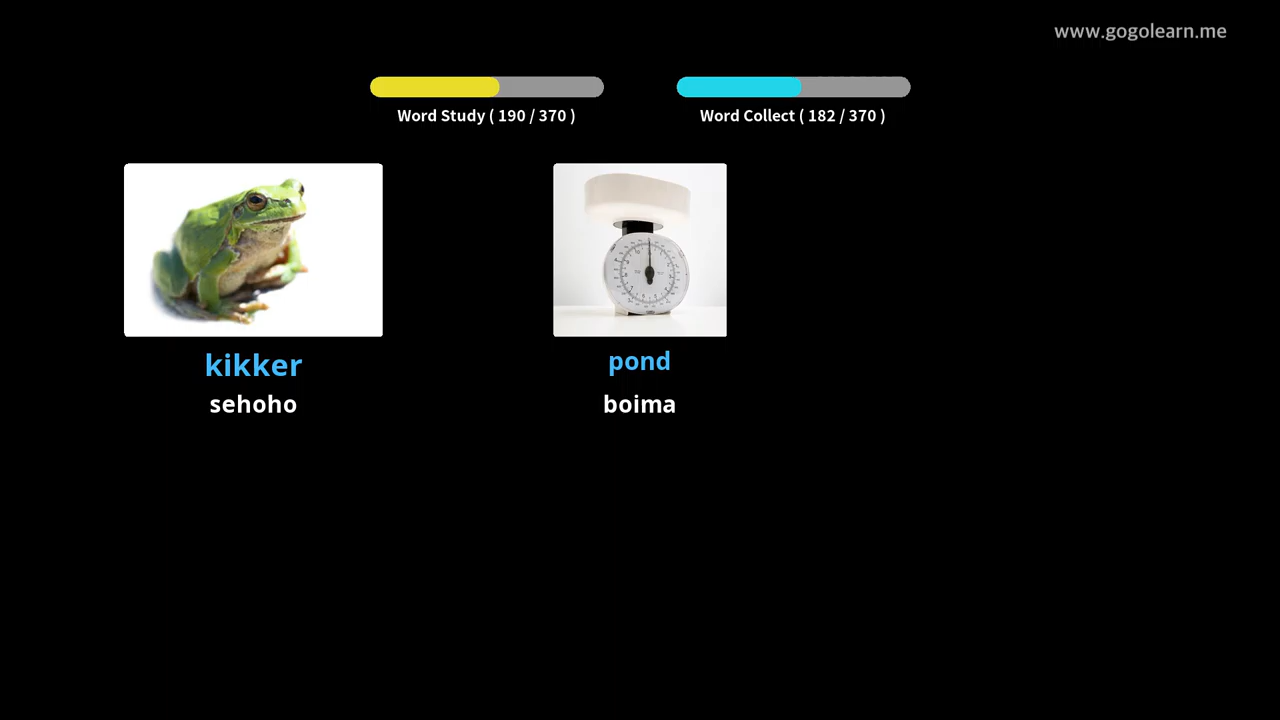 www.gogolearn.me
Word Study ( 190 / 370 )
Word Collect ( 182 / 370 )
kikker
sehoho
pond
boima